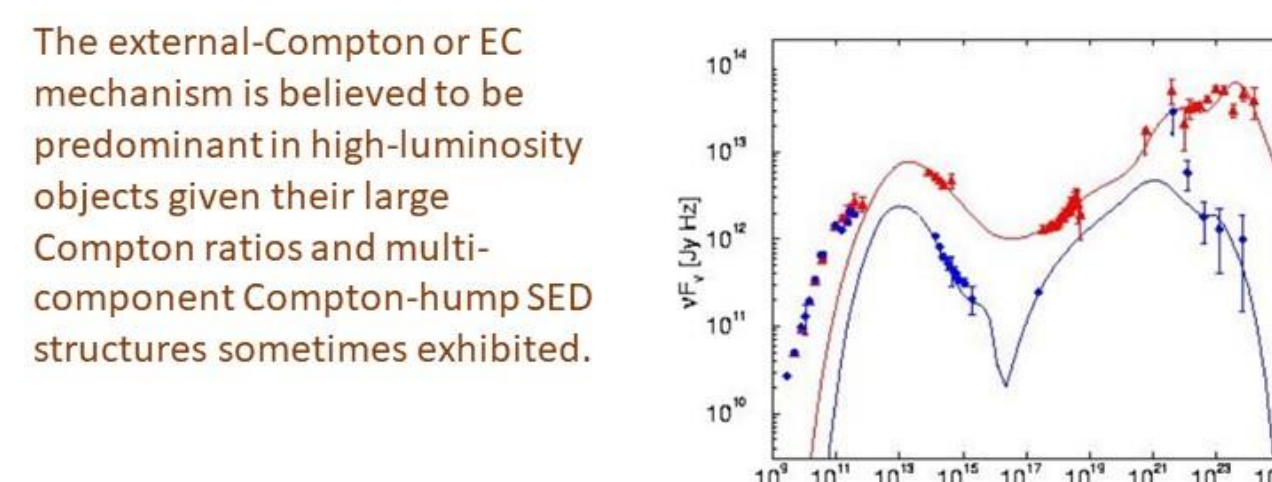 The external-Compton or EC
mechanism is believed to be
predominant in high-luminosity
objects given their large
Compton ratios and multi-
component Compton-hump SED
structures sometimes exhibited.
10¹⁴
10¹³
10¹²
10¹¹
10¹⁰
νFᵥ [Jy Hz]
10⁹ 10¹¹ 10¹³ 10¹⁵ 10¹⁷ 10¹⁹ 10²¹ 10²³